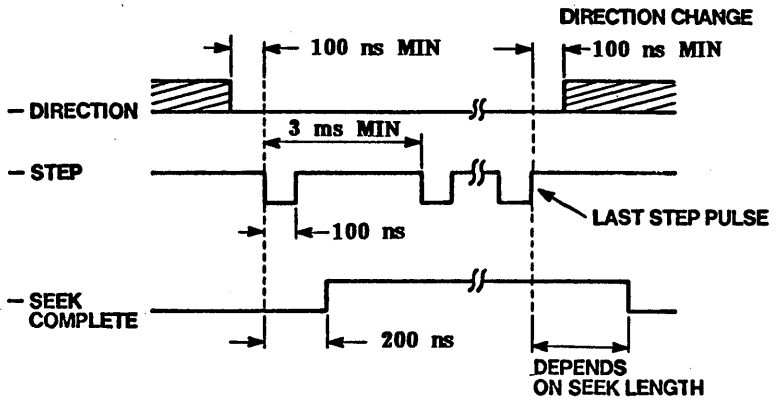 DIRECTION CHANGE
100 ns MIN
100 ns MIN
– DIRECTION
3 ms MIN
– STEP
LAST STEP PULSE
100 ns
– SEEK
COMPLETE
200 ns
DEPENDS
ON SEEK LENGTH